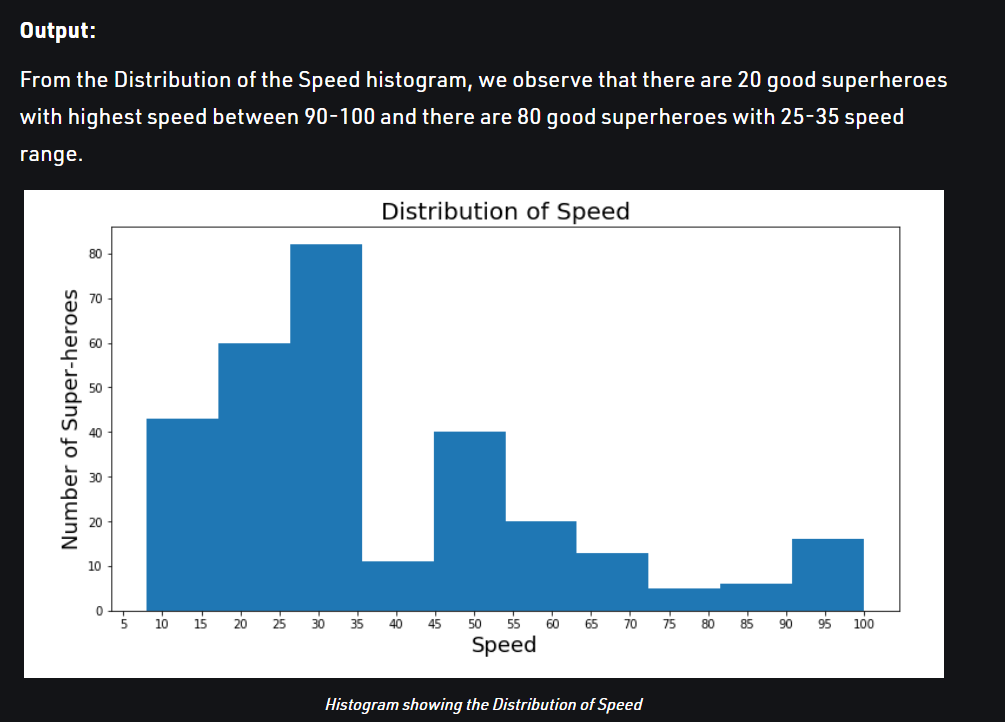 Output:
From the Distribution of the Speed histogram, we observe that there are 20 good superheroes
with highest speed between 90-100 and there are 80 good superheroes with 25-35 speed
range.
Distribution of Speed
Number of Super-heroes
80
70
60
50
40
30
20
10
0
5 10 15 20 25 30 35 40 45 50 55 60 65 70 75 80 85 90 95 100
Speed
Histogram showing the Distribution of Speed